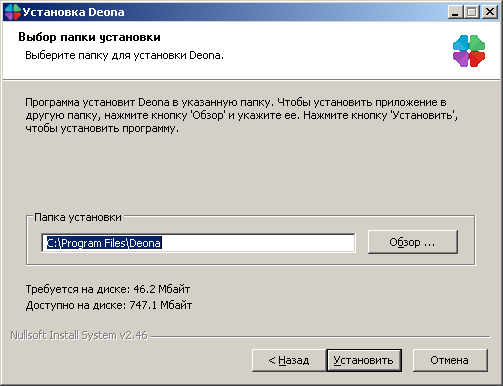 Установка Deona
Выбор папки установки
Выберите папку для установки Deona.
Программа установит Deona в указанную папку. Чтобы установить приложение в
другую папку, нажмите кнопку 'Обзор' и укажите ее. Нажмите кнопку 'Установить',
чтобы установить программу.
Папка установки
C:\Program Files\Deona
Обзор ...
Требуется на диске: 46.2 Мбайт
Доступно на диске: 747.1 Мбайт
Nullsoft Install System v2.46
< Назад
Установить
Отмена